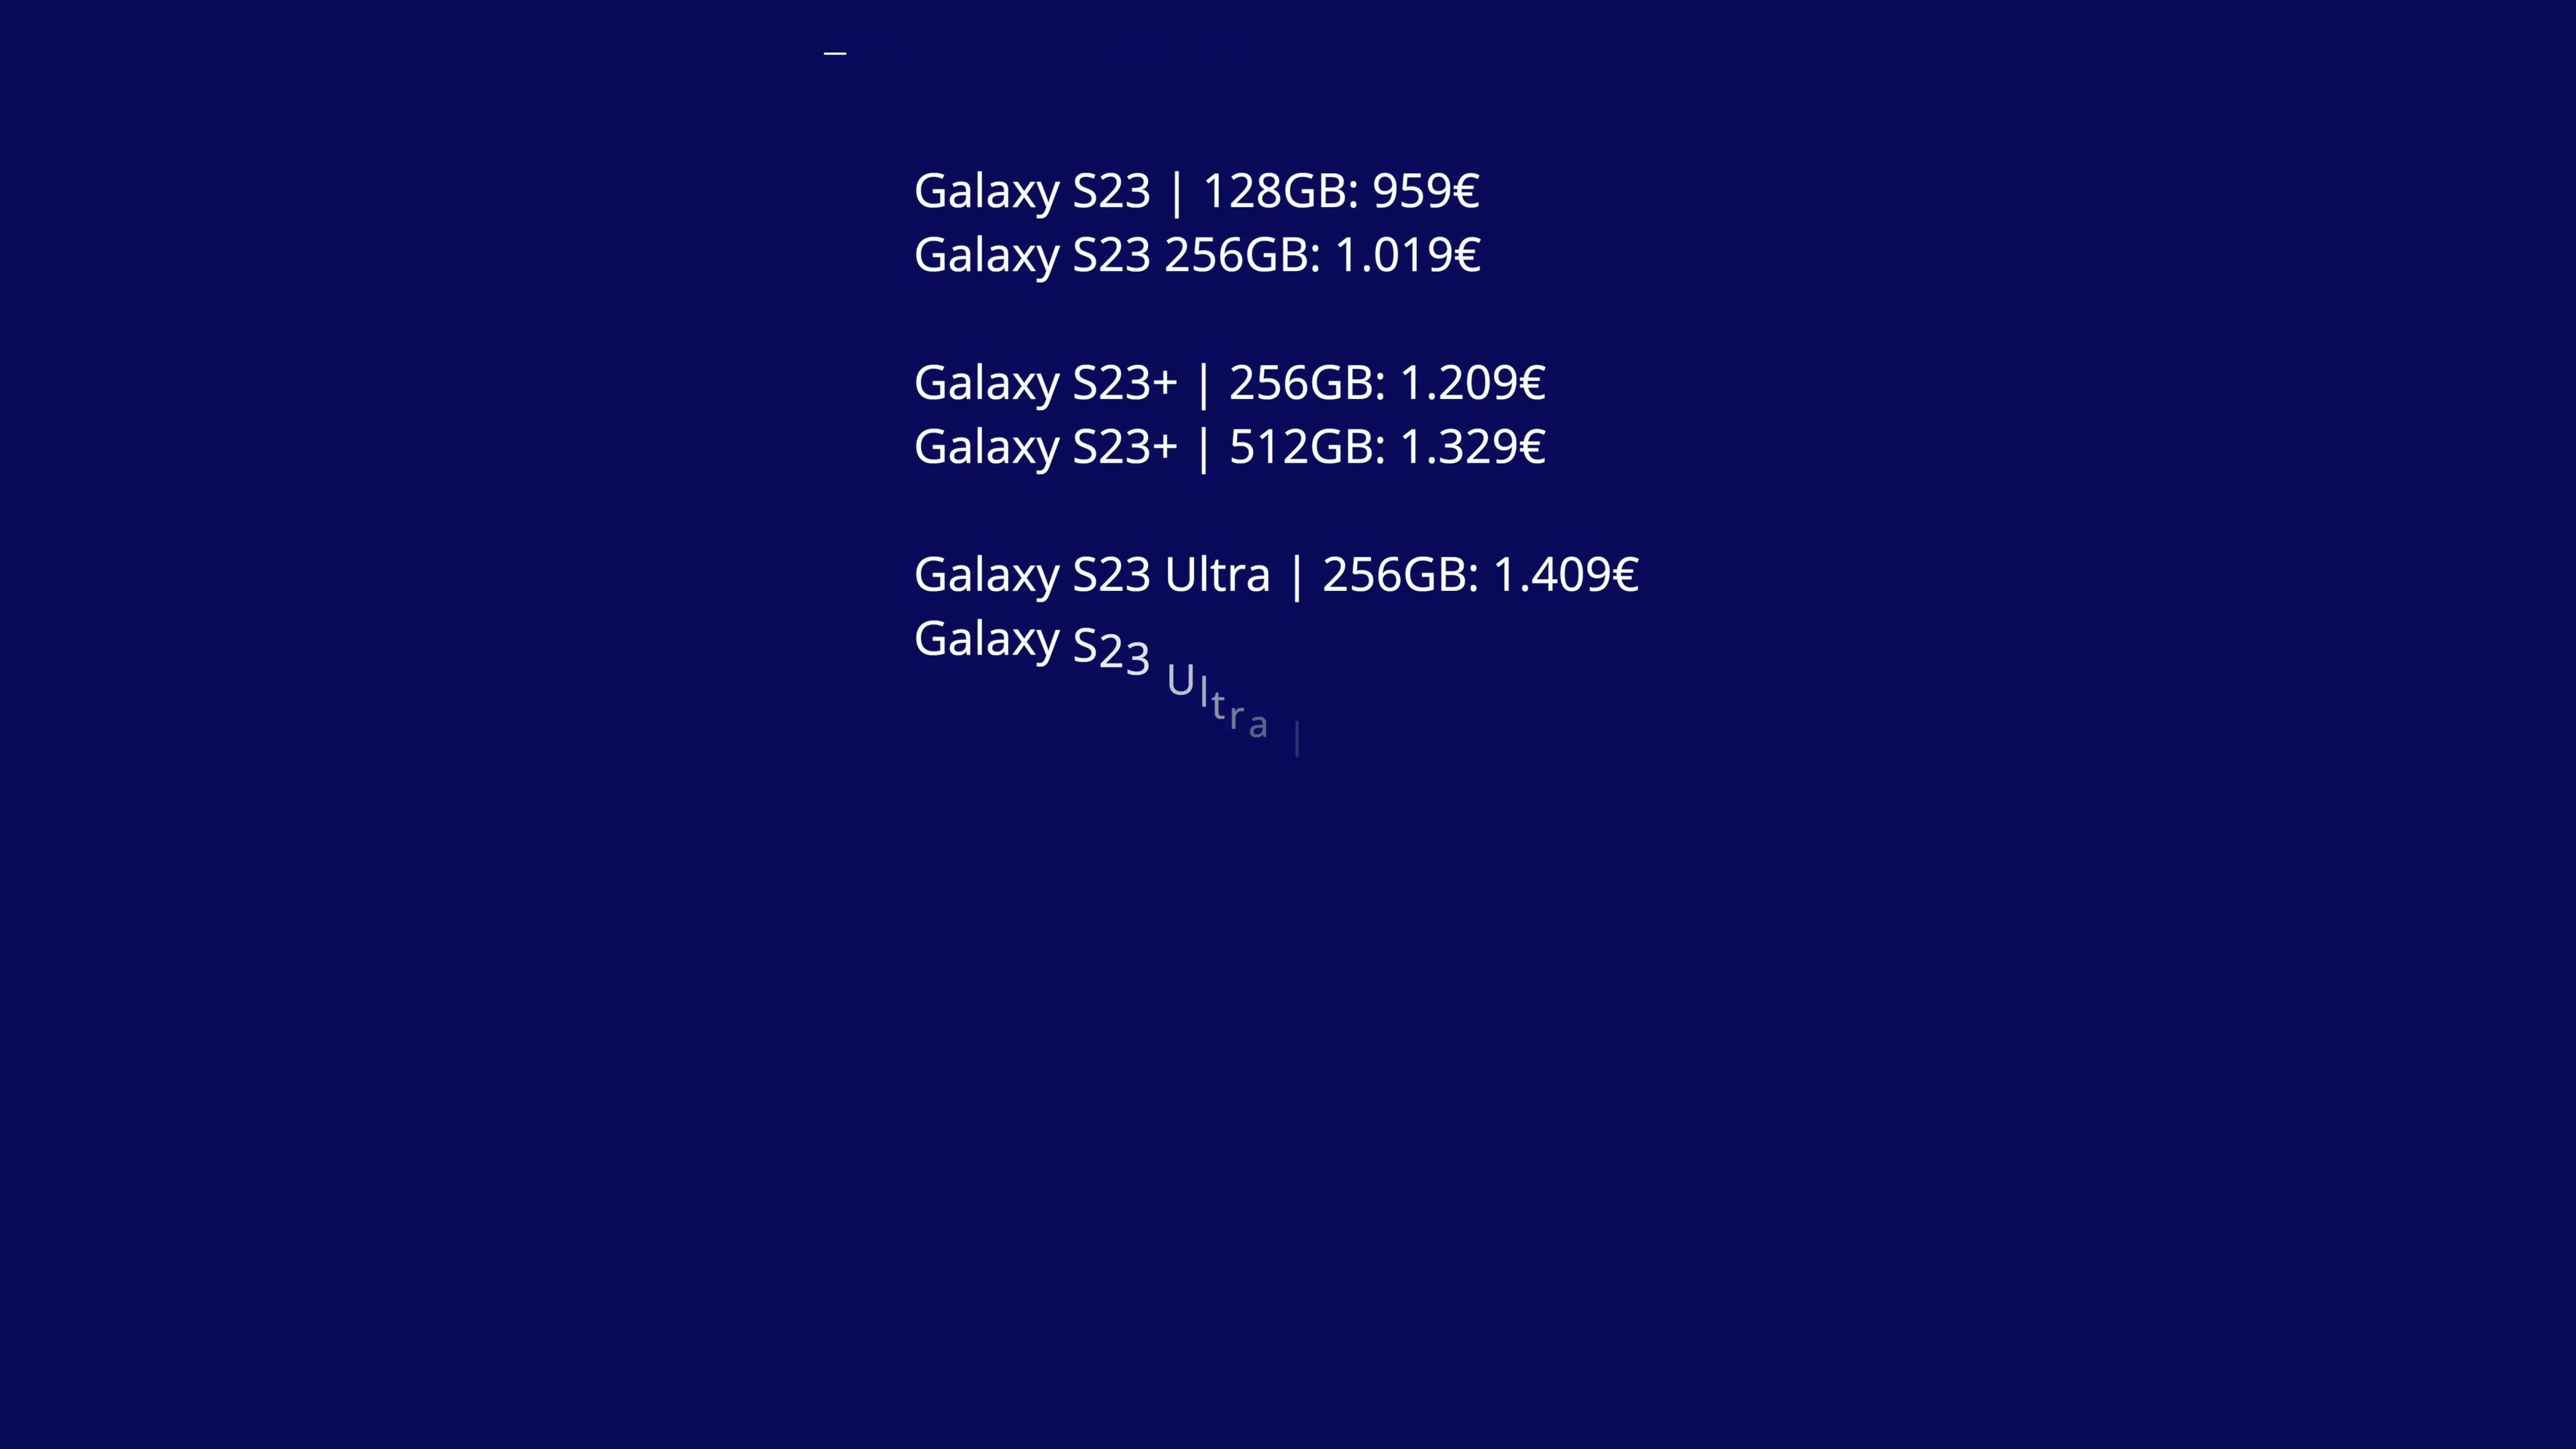 _
Galaxy S23 | 128GB: 959€
Galaxy S23 256GB: 1.019€
Galaxy S23+ | 256GB: 1.209€
Galaxy S23+ | 512GB: 1.329€
Galaxy S23 Ultra | 256GB: 1.409€
Galaxy S23 Ultra |